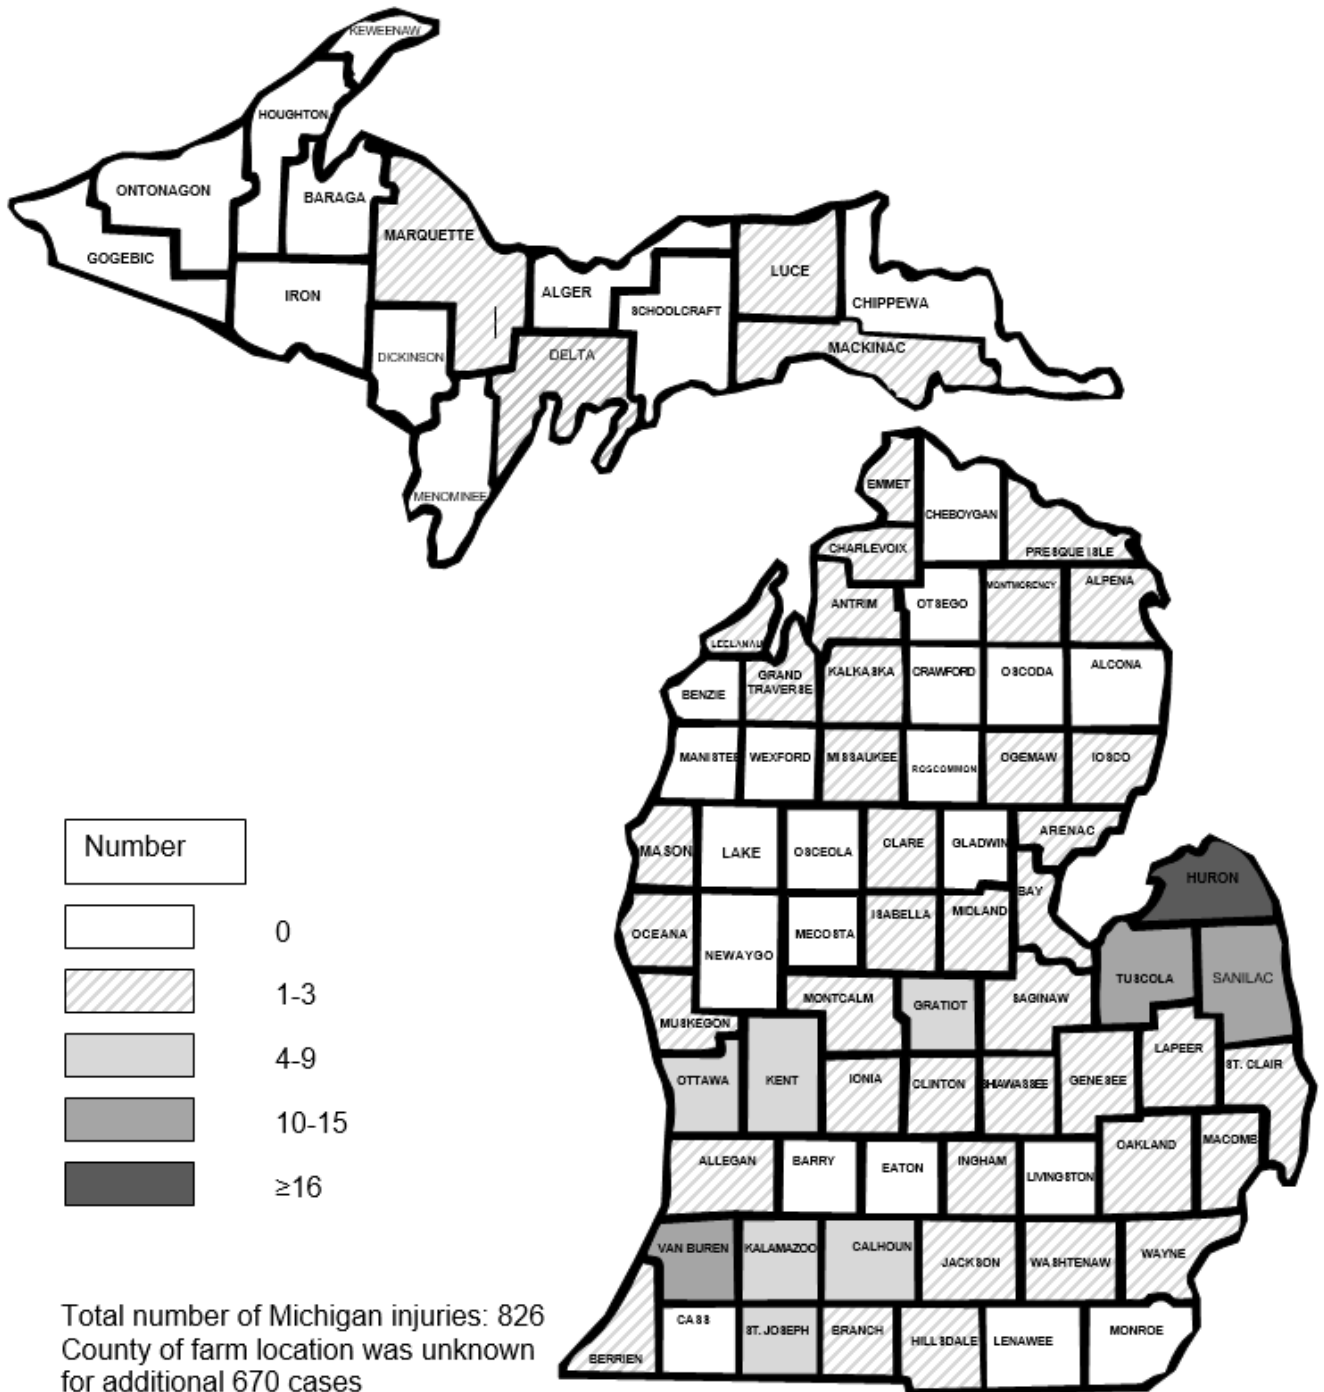 KEWEENAW
HOUGHTON
ONTONAGON
BARAGA
MARQUETTE
GOGEBIC
LUCE
IRON
ALGER
SCHOOLCRAFT
CHIPPEWA
DICKINSON
DELTA
MACKINAC
EMMET
MENOMINEE
CHEBOYGAN
CHARLEVOIX
PRESQUE ISLE
ANTRIM
OTSEGO
MONTMORENCY
ALPENA
LEELANAU
BENZIE
GRAND
TRAVERSE
KALKASKA
CRAWFORD
OSCODA
ALCONA
MANISTEE
WEXFORD
MISSAUKEE
ROSCOMMON
OGEMAW
IOSCO
MASON
LAKE
OSCEOLA
CLARE
GLADWIN
ARENAC
HURON
OCEANA
NEWAYGO
MECOSTA
ISABELLA
MIDLAND
BAY
TUSCOLA
SANILAC
MUSKEGON
MONTCALM
GRATIOT
SAGINAW
LAPEER
ST. CLAIR
OTTAWA
KENT
IONIA
CLINTON
SHIAWASSEE
GENESEE
ALLEGAN
BARRY
EATON
INGHAM
LIVINGSTON
OAKLAND
MACOMB
VAN BUREN
KALAMAZOO
CALHOUN
JACKSON
WASHTENAW
WAYNE
BERRIEN
CASS
ST. JOSEPH
BRANCH
HILLSDALE
LENAWEE
MONROE
Number
0
1-3
4-9
10-15
≥16
Total number of Michigan injuries: 826
County of farm location was unknown
for additional 670 cases